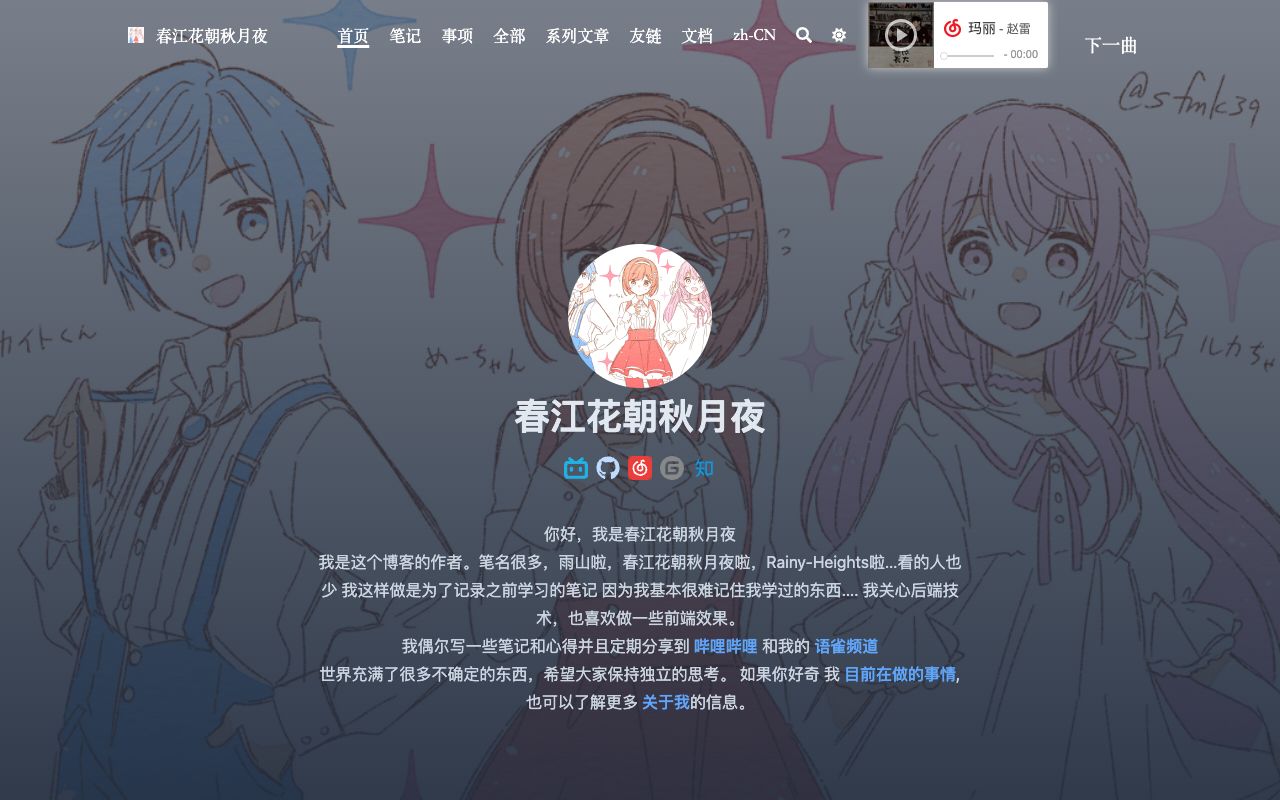 春江花朝秋月夜
首页 笔记 事项 全部 系列文章 友链 文档 zh-CN
玛丽 - 赵雷
- 00:00
下一曲
@sfmk39
カイトくん
めーちゃん
ルカちゃ
春江花朝秋月夜
知
你好，我是春江花朝秋月夜
我是这个博客的作者。笔名很多，雨山啦，春江花朝秋月夜啦，Rainy-Heights啦...看的人也
少 我这样做是为了记录之前学习的笔记 因为我基本很难记住我学过的东西.... 我关心后端技
术，也喜欢做一些前端效果。
我偶尔写一些笔记和心得并且定期分享到 哔哩哔哩 和我的 语雀频道
世界充满了很多不确定的东西，希望大家保持独立的思考。 如果你好奇 我 目前在做的事情,
也可以了解更多 关于我的信息。